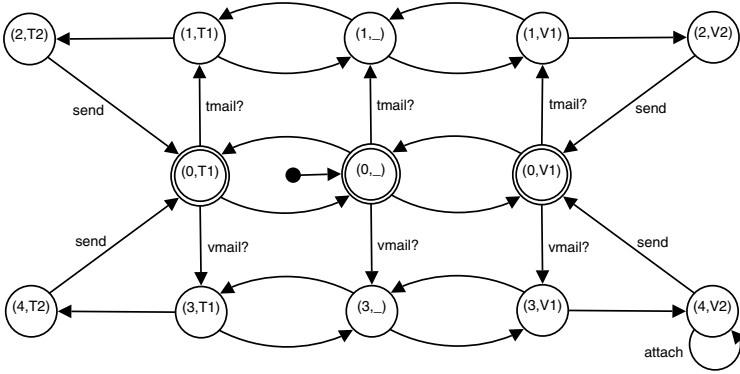 (2,T2)
(1,T1)
(1,_)
(1,V1)
(2,V2)
send
tmail?
tmail?
tmail?
send
(0,T1)
(0,_)
(0,V1)
send
vmail?
vmail?
vmail?
send
(4,T2)
(3,T1)
(3,_)
(3,V1)
(4,V2)
attach